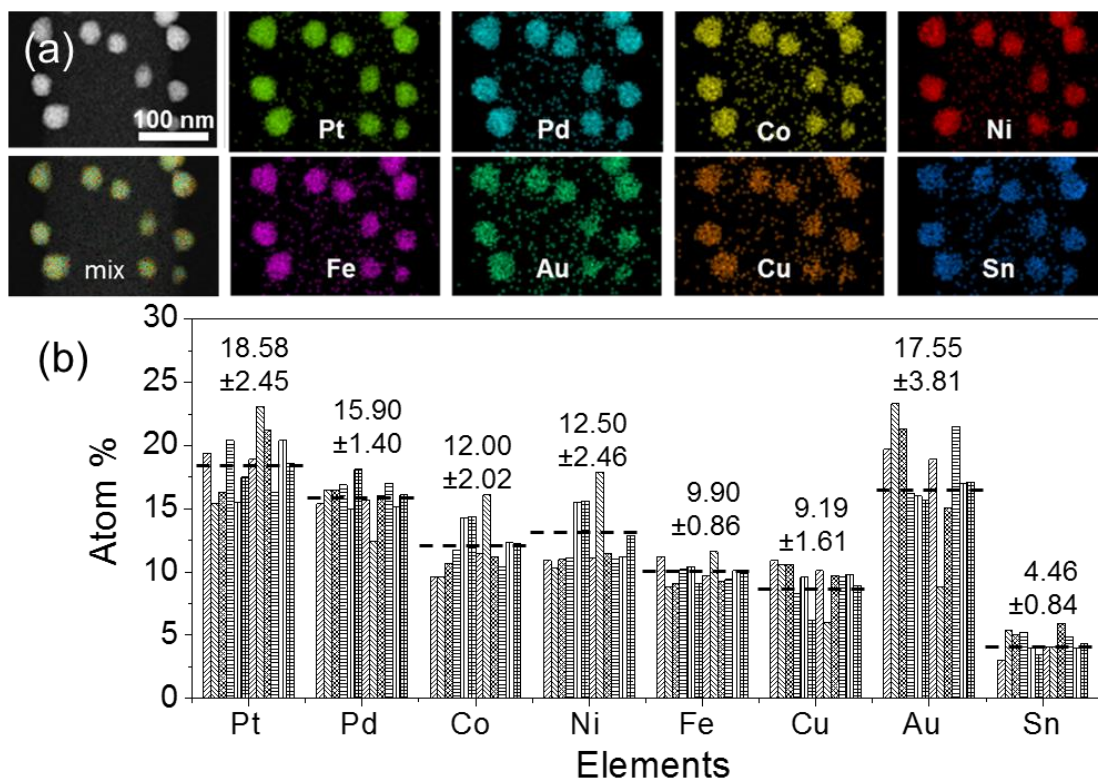 (a)
100 nm
Pt
Pd
Co
Ni
mix
Fe
Au
Cu
Sn
(b)
Atom %
30
25
20
15
10
5
0
18.58
±2.45
15.90
±1.40
12.00
±2.02
12.50
±2.46
9.90
±0.86
9.19
±1.61
17.55
±3.81
4.46
±0.84
Pt Pd Co Ni Fe Cu Au Sn
Elements